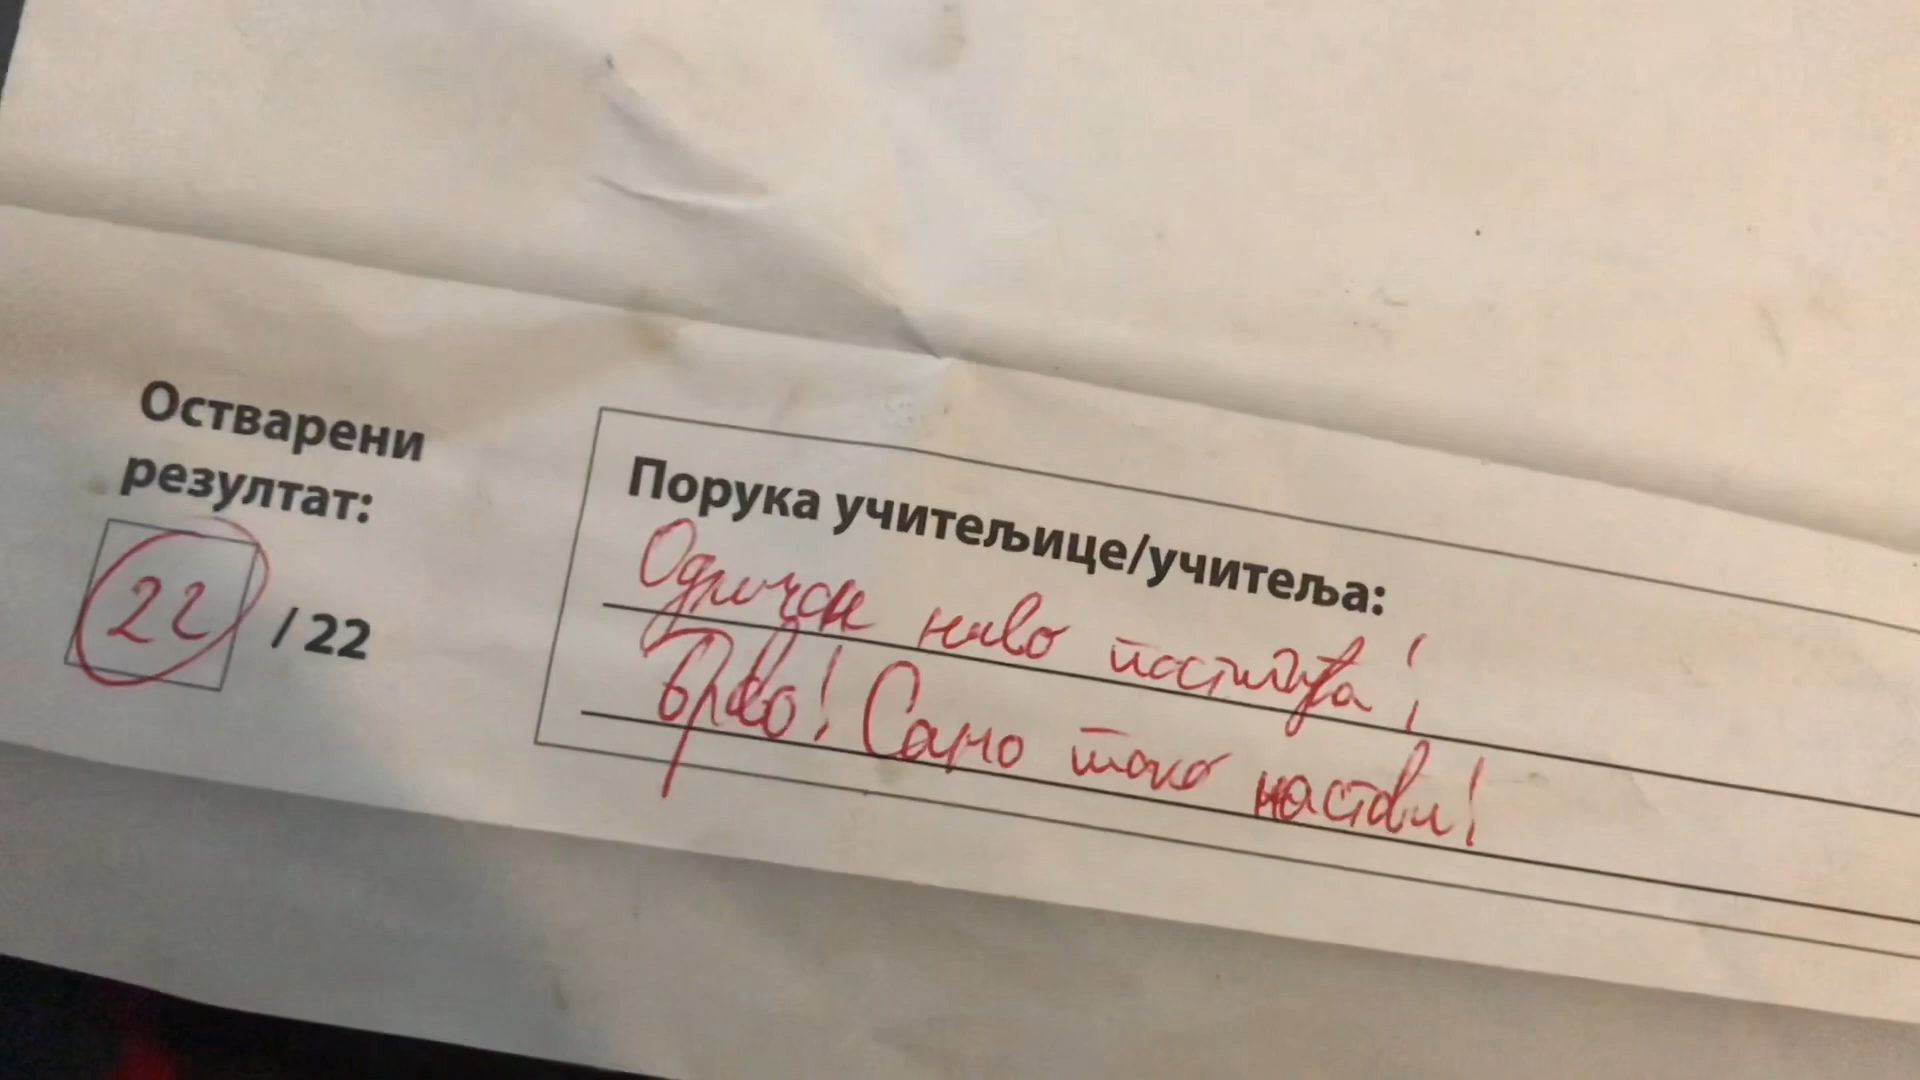 Остварени
резултат:
22 / 22
Порука учитељице/учитеља:
Одличан ниво постигнућа!
Браво! Само тако настави!